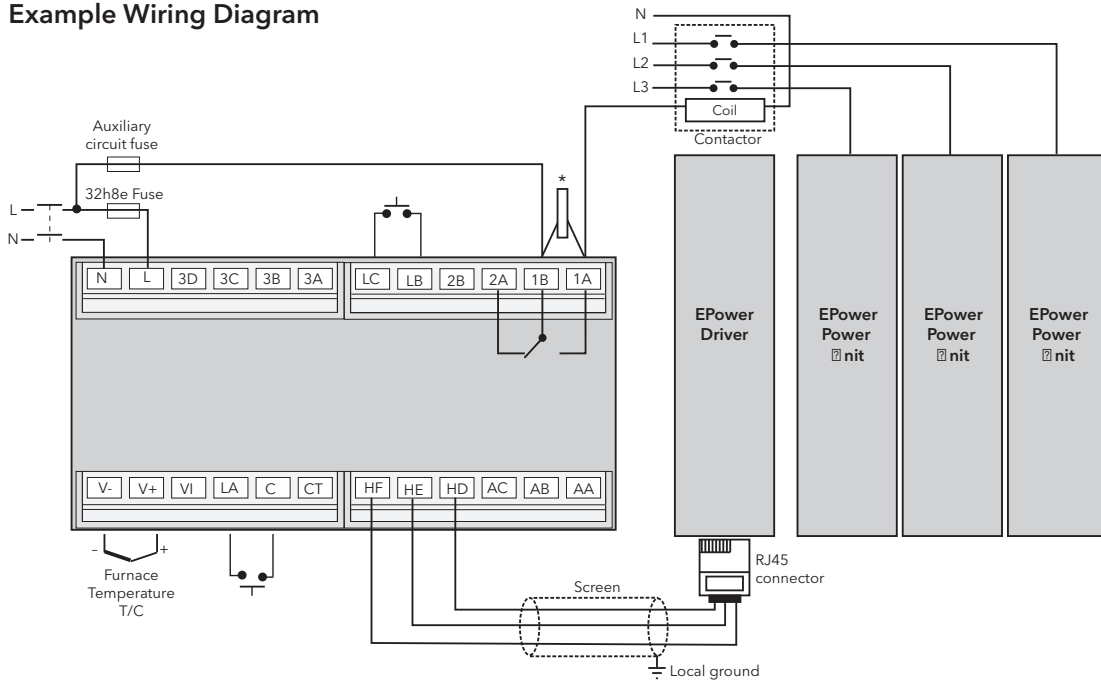 Example Wiring Diagram
N
L1
L2
L3
Coil
Contactor
Auxiliary
circuit fuse
32h8e Fuse
L
N
*
N L 3D 3C 3B 3A LC LB 2B 2A 1B 1A
EPower
Driver
EPower
Power
nit
EPower
Power
nit
EPower
Power
nit
V- V+ VI LA C CT HF HE HD AC AB AA
- +
Furnace
Temperature
T/C
RJ45
connector
Screen
Local ground